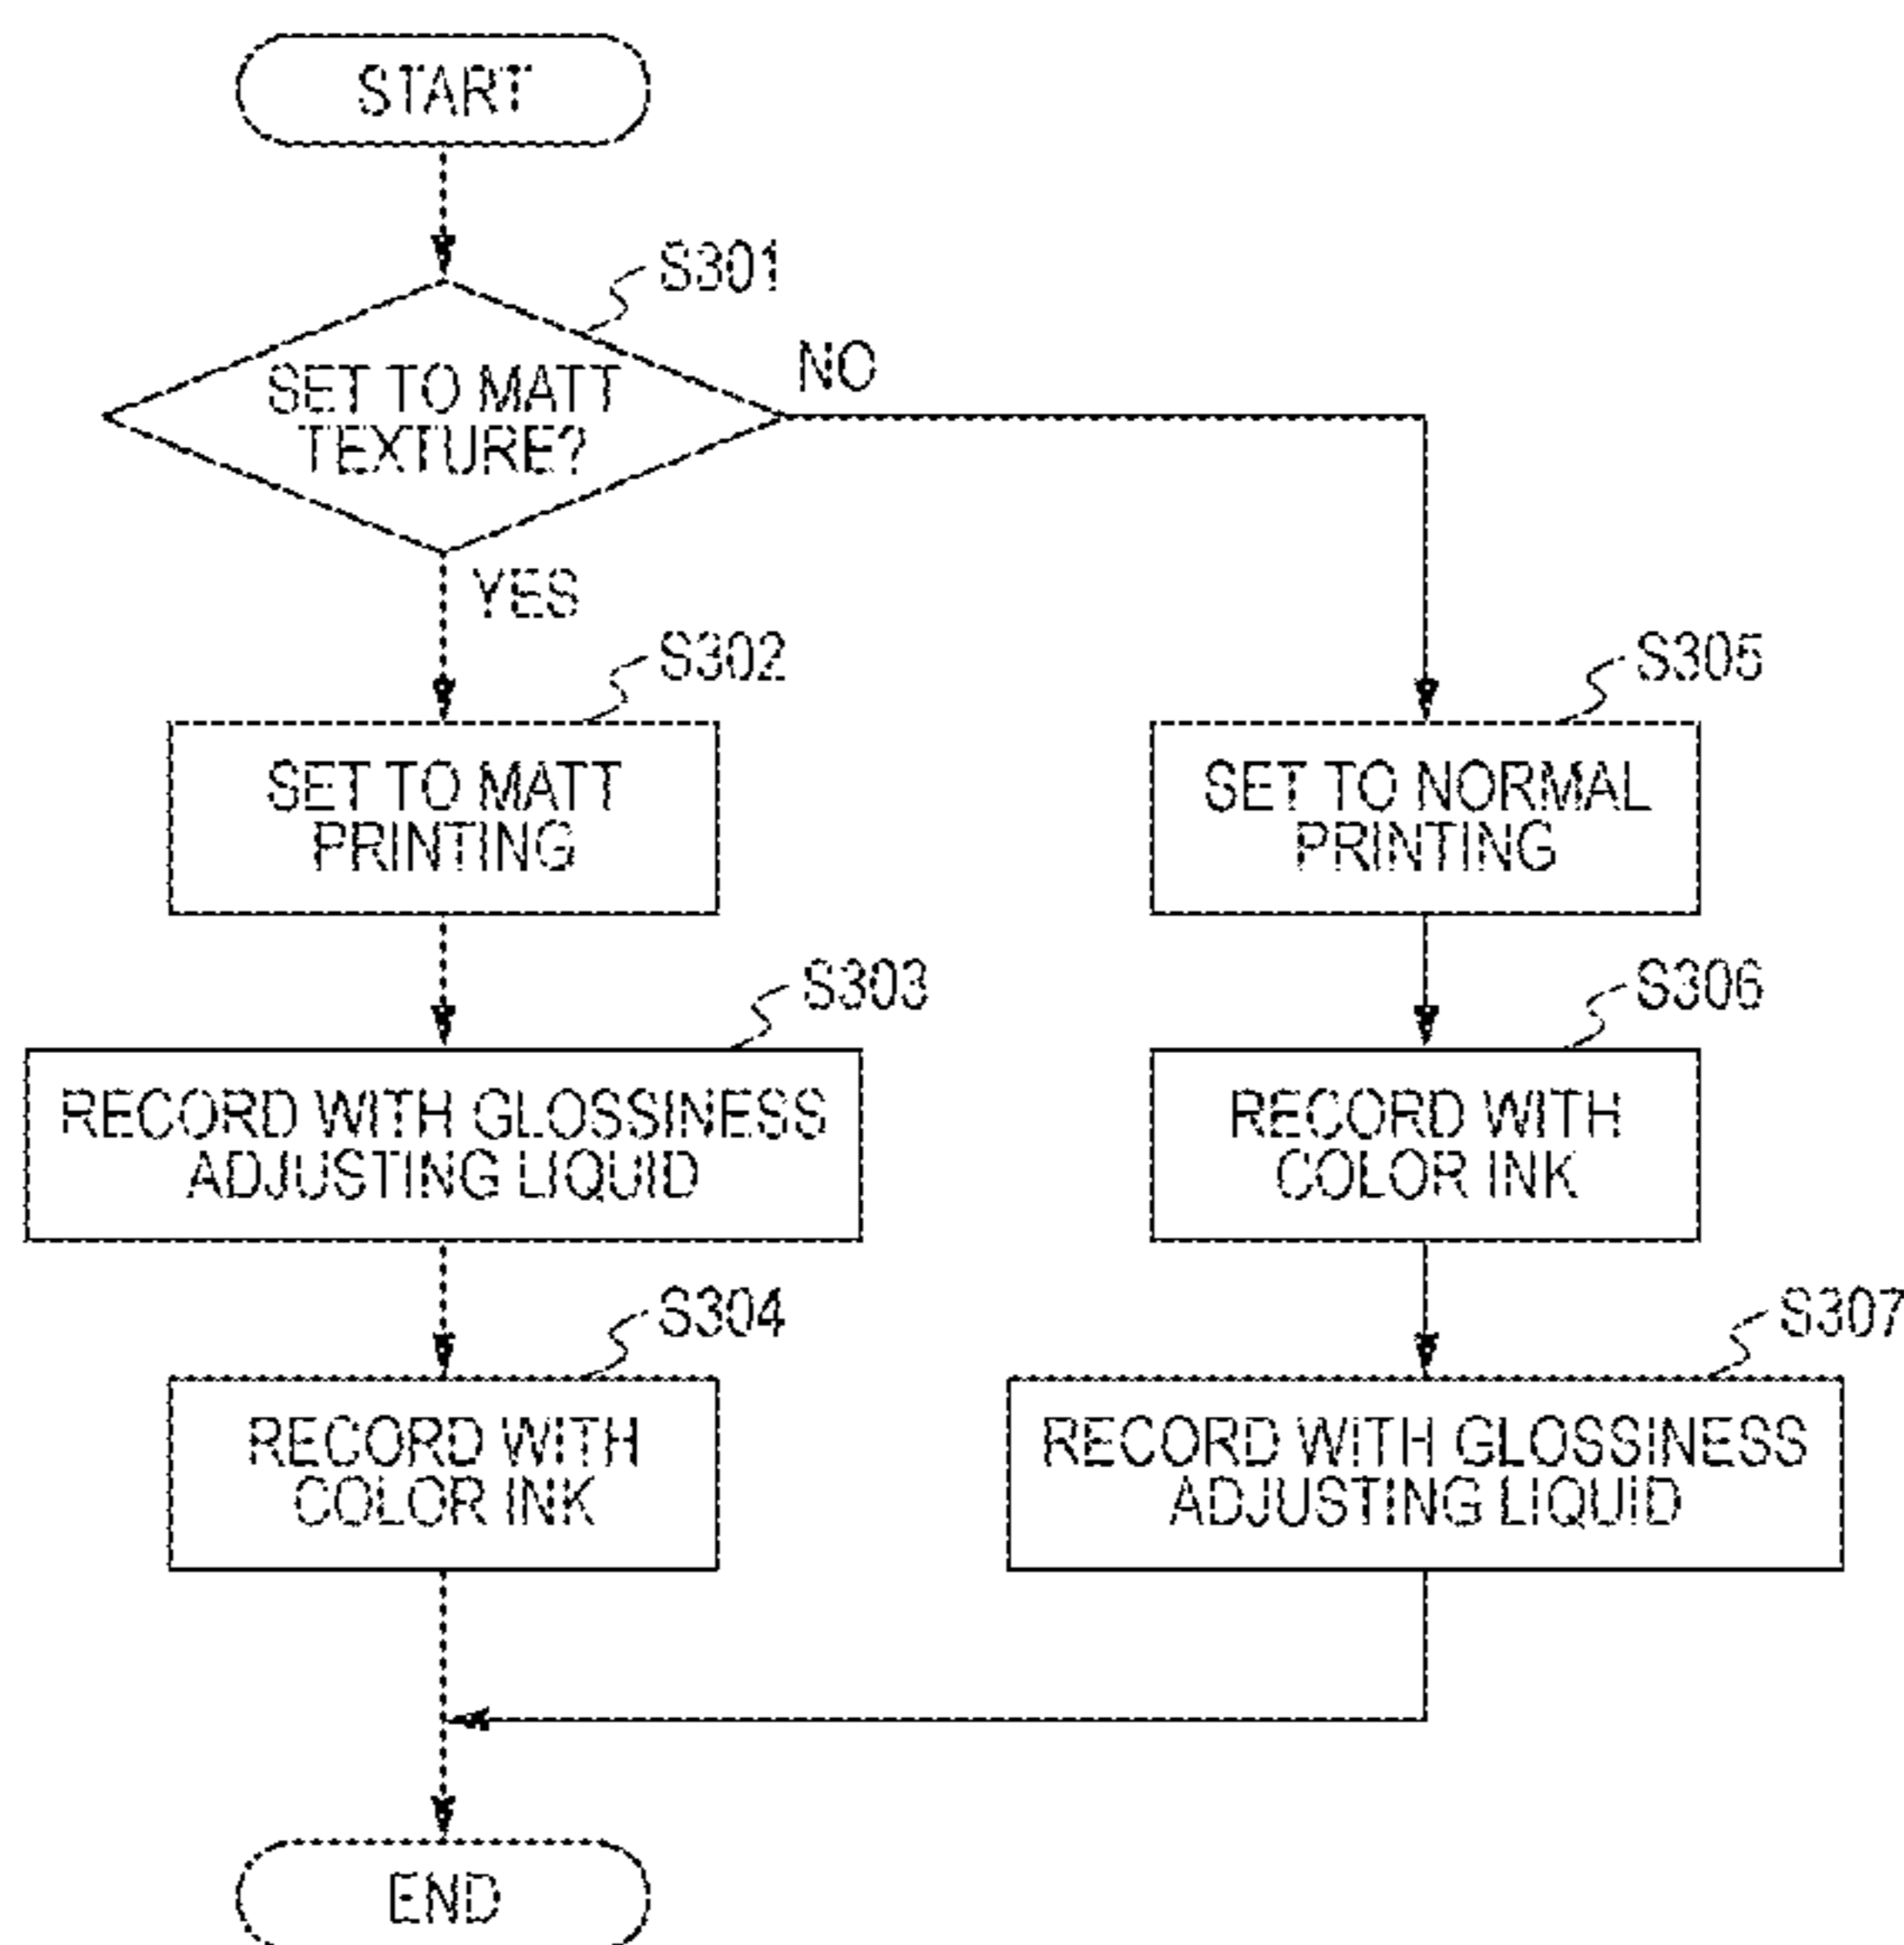 START
S301
SET TO MATT
TEXTURE?
NO
YES
S302
SET TO MATT
PRINTING
S303
RECORD WITH GLOSSINESS
ADJUSTING LIQUID
S304
RECORD WITH
COLOR INK
S305
SET TO NORMAL
PRINTING
S306
RECORD WITH
COLOR INK
S307
RECORD WITH GLOSSINESS
ADJUSTING LIQUID
END